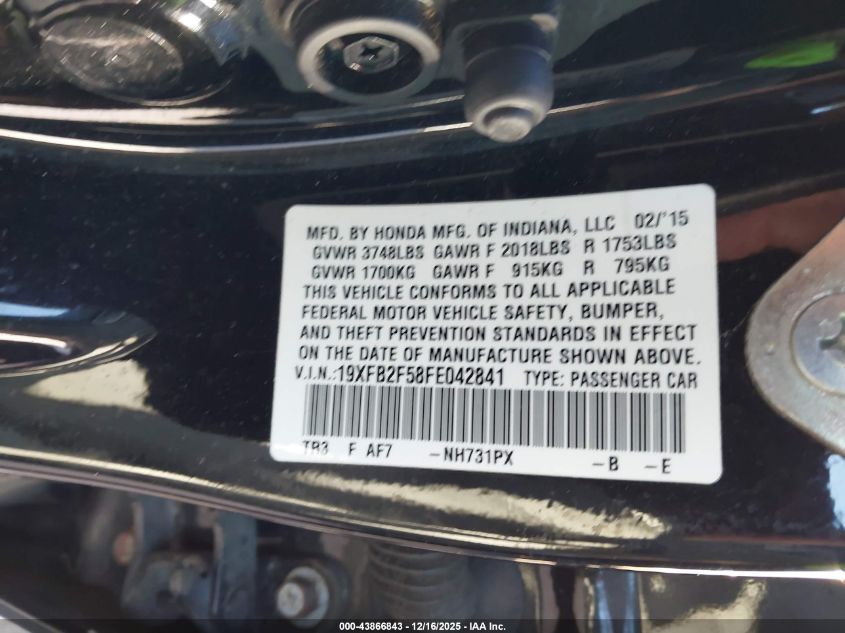 MFD. BY HONDA MFG. OF INDIANA, LLC 02/'15
GVWR 3748LBS GAWR F 2018LBS R 1753LBS
GVWR 1700KG GAWR F 915KG R 795KG
THIS VEHICLE CONFORMS TO ALL APPLICABLE
FEDERAL MOTOR VEHICLE SAFETY, BUMPER,
AND THEFT PREVENTION STANDARDS IN EFFECT
ON THE DATE OF MANUFACTURE SHOWN ABOVE.
V.I.N.:19XFB2F58FE042841 TYPE: PASSENGER CAR
TR3 F AF7 -NH731PX -B -E
000-43866843 - 12/16/2025 - IAA Inc.